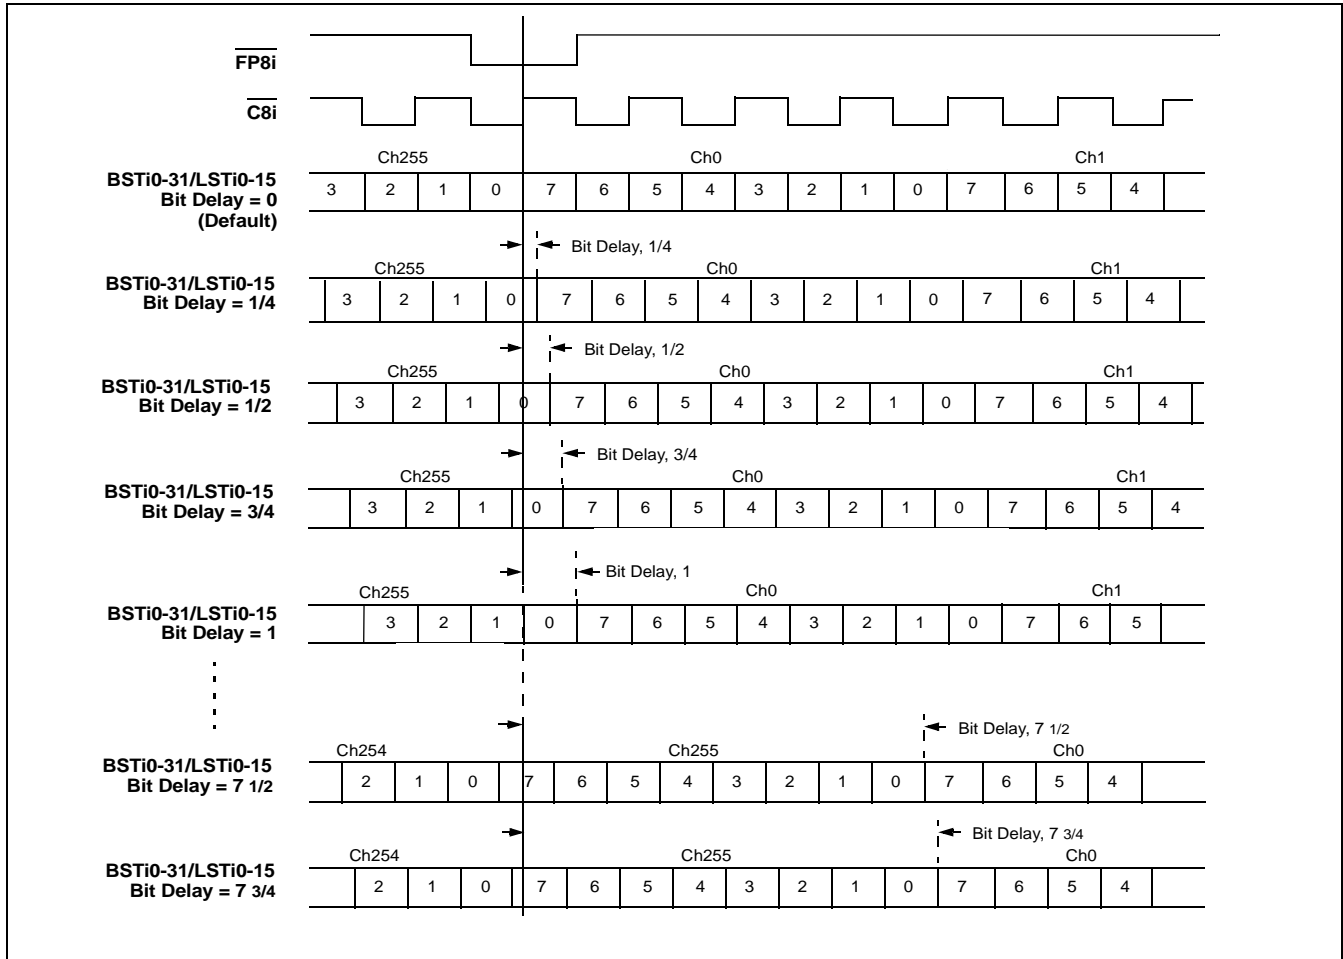 FP8i
C8i
Ch255 Ch0 Ch1
BSTi0-31/LSTi0-15
Bit Delay = 0
(Default)
3 2 1 0 7 6 5 4 3 2 1 0 7 6 5 4
Bit Delay, 1/4
Ch255 Ch0 Ch1
BSTi0-31/LSTi0-15
Bit Delay = 1/4
3 2 1 0 7 6 5 4 3 2 1 0 7 6 5 4
Bit Delay, 1/2
Ch255 Ch0 Ch1
BSTi0-31/LSTi0-15
Bit Delay = 1/2
3 2 1 0 7 6 5 4 3 2 1 0 7 6 5 4
Bit Delay, 3/4
Ch255 Ch0 Ch1
BSTi0-31/LSTi0-15
Bit Delay = 3/4
3 2 1 0 7 6 5 4 3 2 1 0 7 6 5 4
Bit Delay, 1
Ch255 Ch0 Ch1
BSTi0-31/LSTi0-15
Bit Delay = 1
3 2 1 0 7 6 5 4 3 2 1 0 7 6 5
Bit Delay, 7 1/2
Ch254 Ch255 Ch0
BSTi0-31/LSTi0-15
Bit Delay = 7 1/2
2 1 0 7 6 5 4 3 2 1 0 7 6 5 4
Bit Delay, 7 3/4
Ch254 Ch255 Ch0
BSTi0-31/LSTi0-15
Bit Delay = 7 3/4
2 1 0 7 6 5 4 3 2 1 0 7 6 5 4